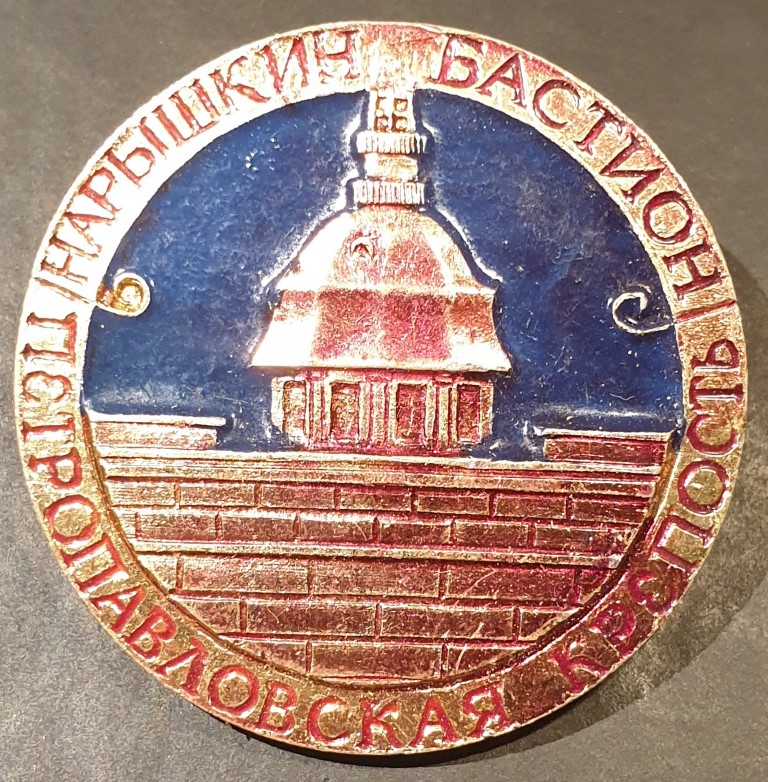 НАРЫШКИН БАСТИОН
ПЕТРОПАВЛОВСКАЯ КРЕПОСТЬ